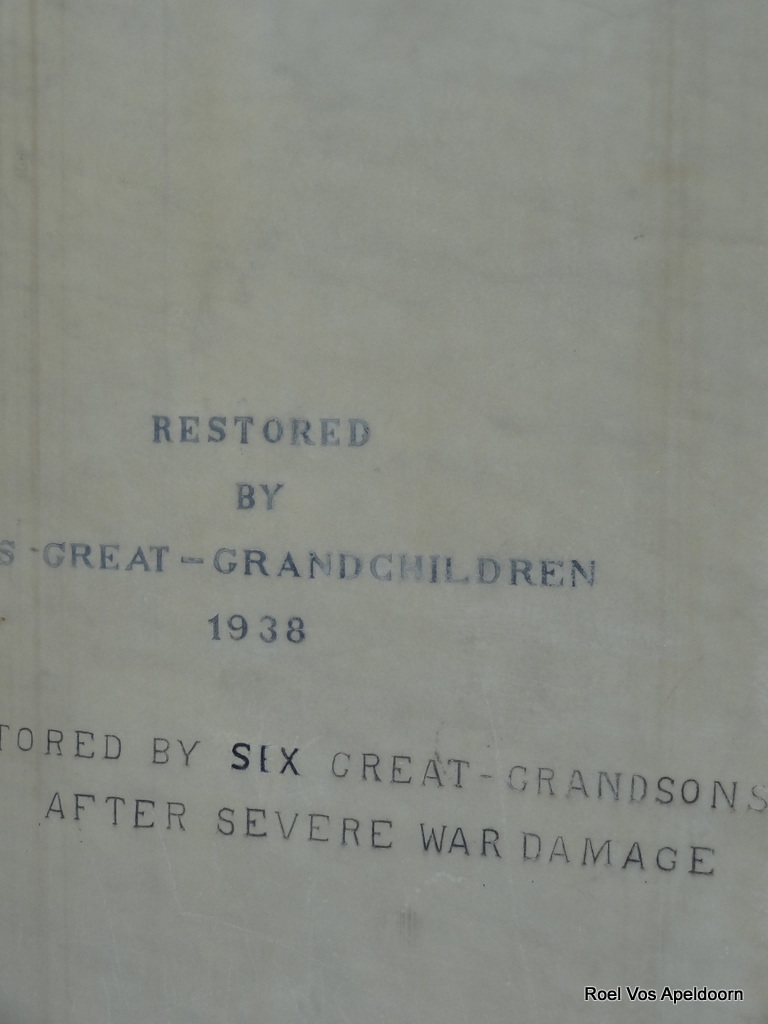 RESTORED
BY
S GREAT-GRANDCHILDREN
1938
TORED BY SIX GREAT-GRANDSONS
AFTER SEVERE WAR DAMAGE
Roel Vos Apeldoorn